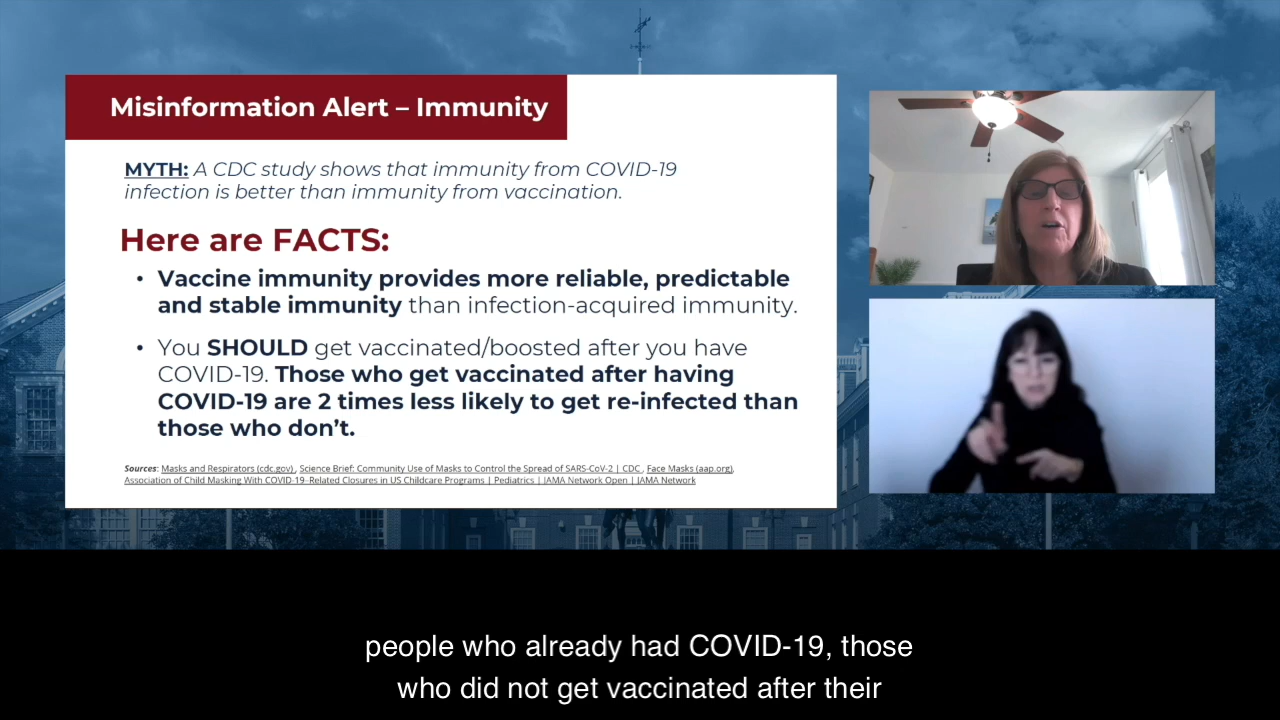 Misinformation Alert – Immunity
MYTH: A CDC study shows that immunity from COVID-19
infection is better than immunity from vaccination.
Here are FACTS:
• Vaccine immunity provides more reliable, predictable
and stable immunity than infection-acquired immunity.
• You SHOULD get vaccinated/boosted after you have
COVID-19. Those who get vaccinated after having
COVID-19 are 2 times less likely to get re-infected than
those who don’t.
Sources: Masks and Respirators (cdc.gov) , Science Brief: Community Use of Masks to Control the Spread of SARS-CoV-2 | CDC , Face Masks (aap.org),
Association of Child Masking With COVID-19–Related Closures in US Childcare Programs | Pediatrics | JAMA Network Open | JAMA Network
people who already had COVID-19, those
who did not get vaccinated after their